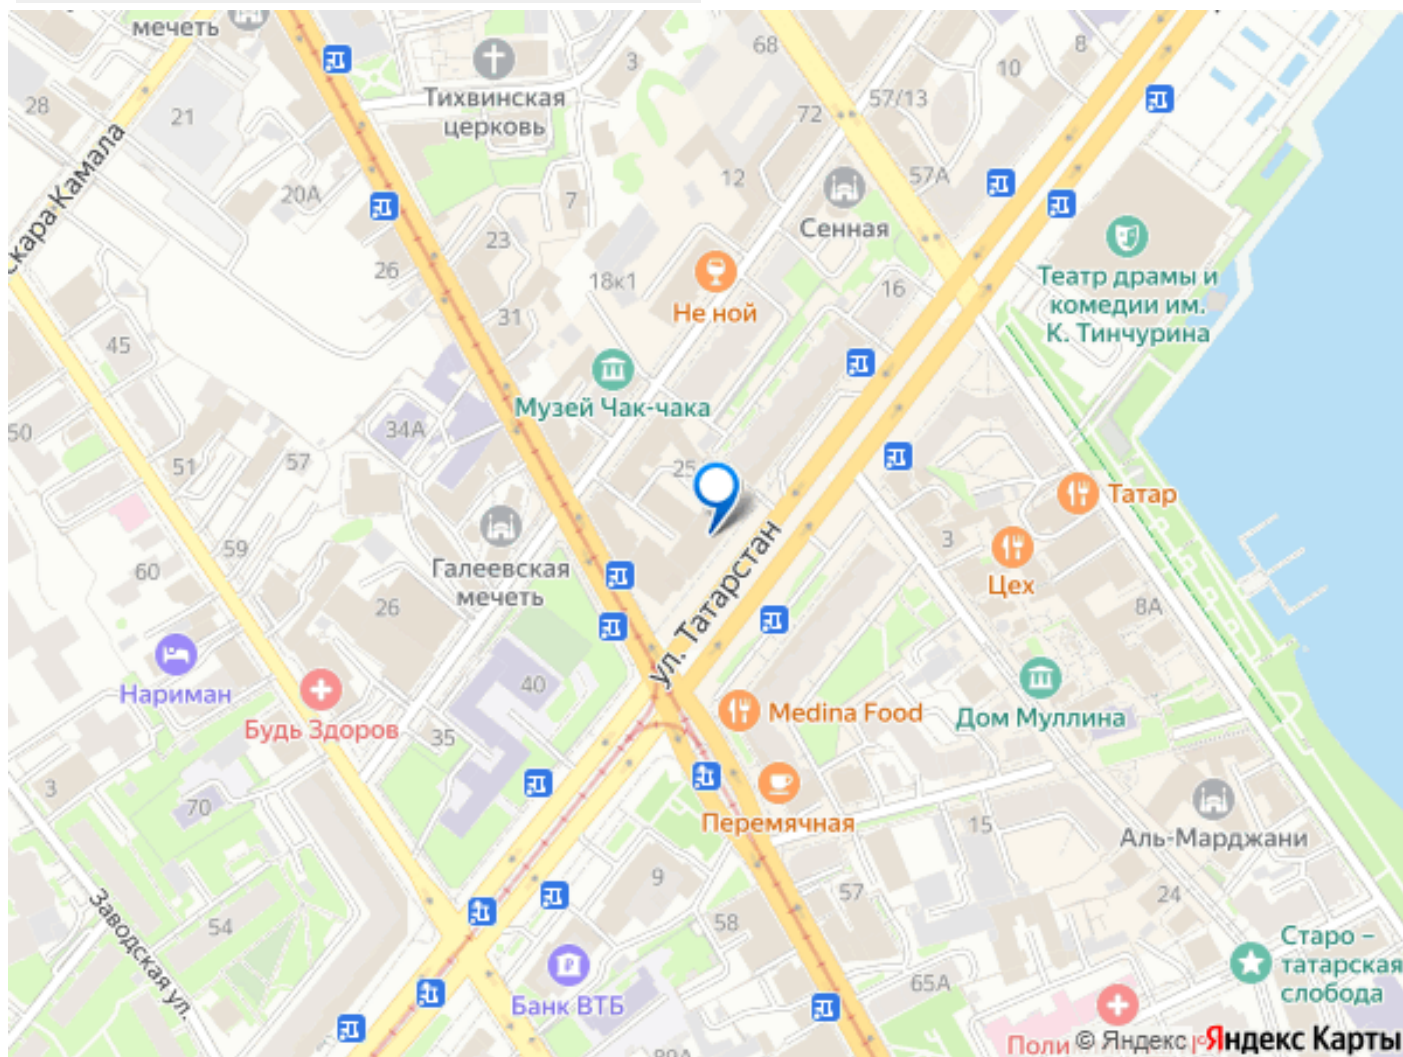 мечеть
68
8
3
10
28
21
Тихвинская
церковь
57/13
72
скара Камала
20А
7
12
57А
Сенная
23
26
18к1
Не ной
16
Театр драмы и
комедии им.
К. Тинчурина
31
45
Музей Чак-чака
34А
50
51
57
25
Татар
59
60
Галеевская
мечеть
3
Цех
26
8А
ул. Татарстан
Нариман
40
Будь Здоров
35
Medina Food
Дом Муллина
3
70
Перемячная
15
Аль-Марджани
Заводская ул.
54
9
58
57
24
Старо –
татарская
слобода
Банк ВТБ
65А
Поли
© Яндекс
Яндекс Карты